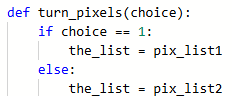 def turn_pixels(choice):
    if choice == 1:
        the_list = pix_list1
    else:
        the_list = pix_list2